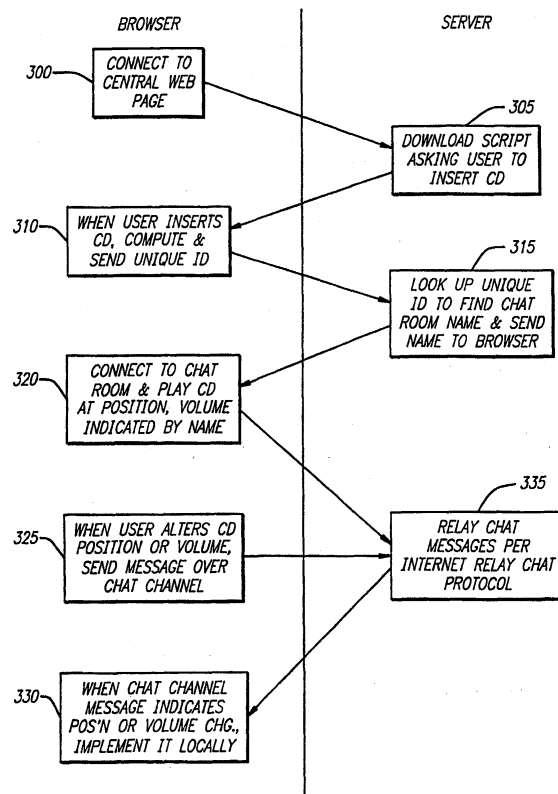 BROWSER
SERVER
300
CONNECT TO
CENTRAL WEB
PAGE
305
DOWNLOAD SCRIPT
ASKING USER TO
INSERT CD
310
WHEN USER INSERTS
CD, COMPUTE &
SEND UNIQUE ID
315
LOOK UP UNIQUE
ID TO FIND CHAT
ROOM NAME & SEND
NAME TO BROWSER
320
CONNECT TO CHAT
ROOM & PLAY CD
AT POSITION, VOLUME
INDICATED BY NAME
325
WHEN USER ALTERS CD
POSITION OR VOLUME,
SEND MESSAGE OVER
CHAT CHANNEL
335
RELAY CHAT
MESSAGES PER
INTERNET RELAY CHAT
PROTOCOL
330
WHEN CHAT CHANNEL
MESSAGE INDICATES
POS'N OR VOLUME CHG.,
IMPLEMENT IT LOCALLY